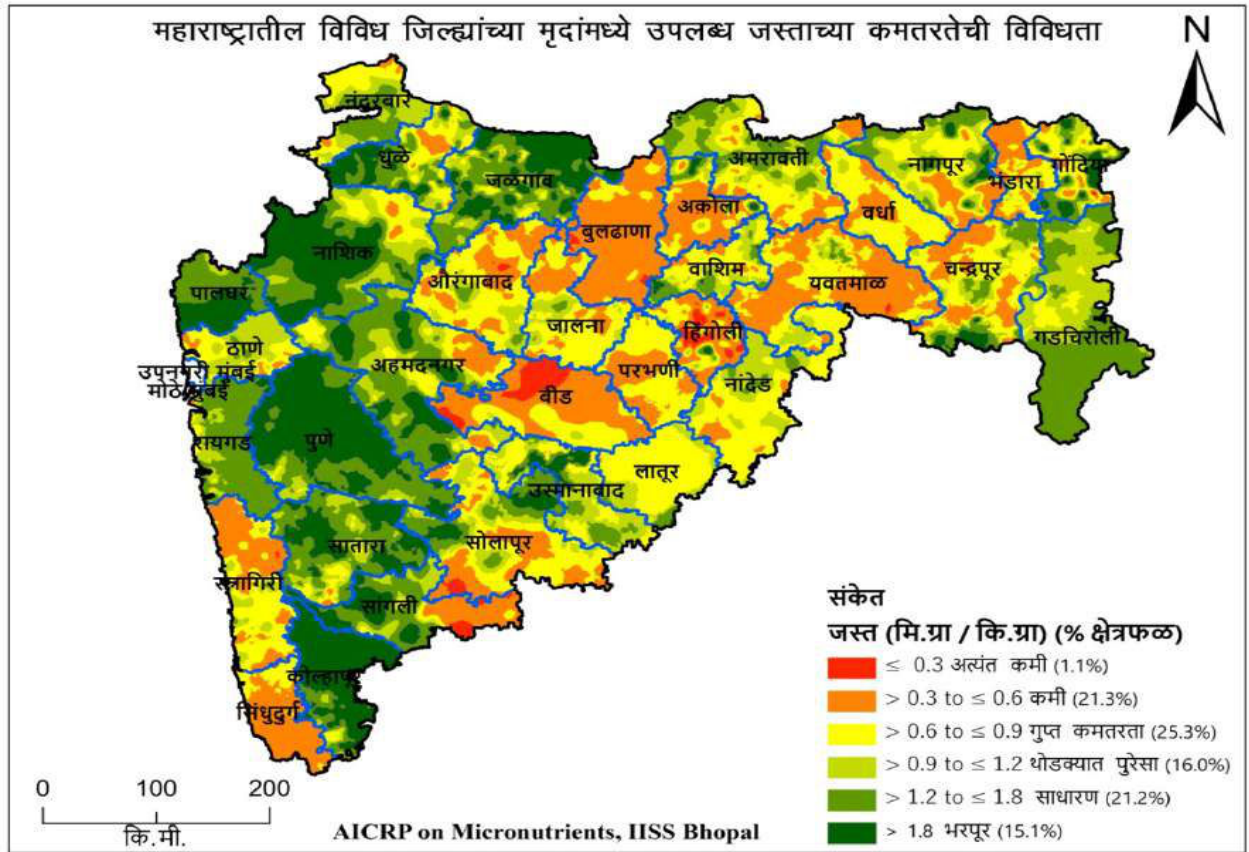 महाराष्ट्रातील विविध जिल्ह्यांच्या मृदांमध्ये उपलब्ध जस्ताच्या कमतरतेची विविधता
N
नंदुरबार
धुळे
जळगाव
अमरावती
नागपूर
भंडारा
गोंदिया
अकोला
वर्धा
बुलढाणा
नाशिक
वाशिम
औरंगाबाद
यवतमाळ
चन्द्रपूर
पालघर
जालना
हिंगोली
गडचिरोली
ठाणे
अहमदनगर
परभणी
नांदेड
उपनगरी मुंबई
बीड
रायगड
पुणे
लातूर
उस्मानाबाद
सातारा
सोलापूर
रत्नागिरी
सांगली
कोल्हापूर
सिंधुदुर्ग
संकेत
जस्त (मि.ग्रा / कि.ग्रा) (% क्षेत्रफळ)
≤ 0.3 अत्यंत कमी (1.1%)
> 0.3 to ≤ 0.6 कमी (21.3%)
> 0.6 to ≤ 0.9 गुप्त कमतरता (25.3%)
> 0.9 to ≤ 1.2 थोडक्यात पुरेसा (16.0%)
> 1.2 to ≤ 1.8 साधारण (21.2%)
> 1.8 भरपूर (15.1%)
0 100 200
कि.मी.
AICRP on Micronutrients, IISS Bhopal